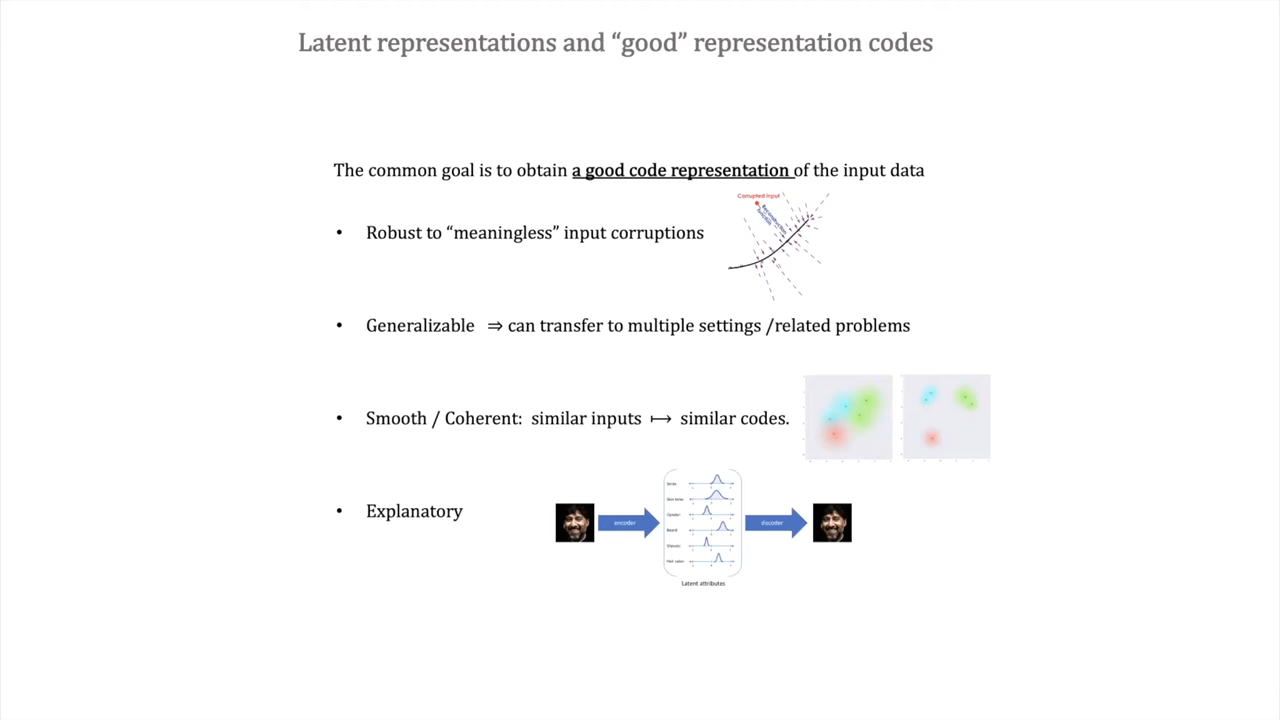 Latent representations and “good” representation codes
The common goal is to obtain a good code representation of the input data
Corrupted input
Reconstruction function
• Robust to “meaningless” input corruptions
• Generalizable ⇒ can transfer to multiple settings /related problems
• Smooth / Coherent: similar inputs ↦ similar codes.
• Explanatory
encoder
Smile:
Skin tone:
Gender:
Beard:
Glasses:
Hair color:
Latent attributes
decoder